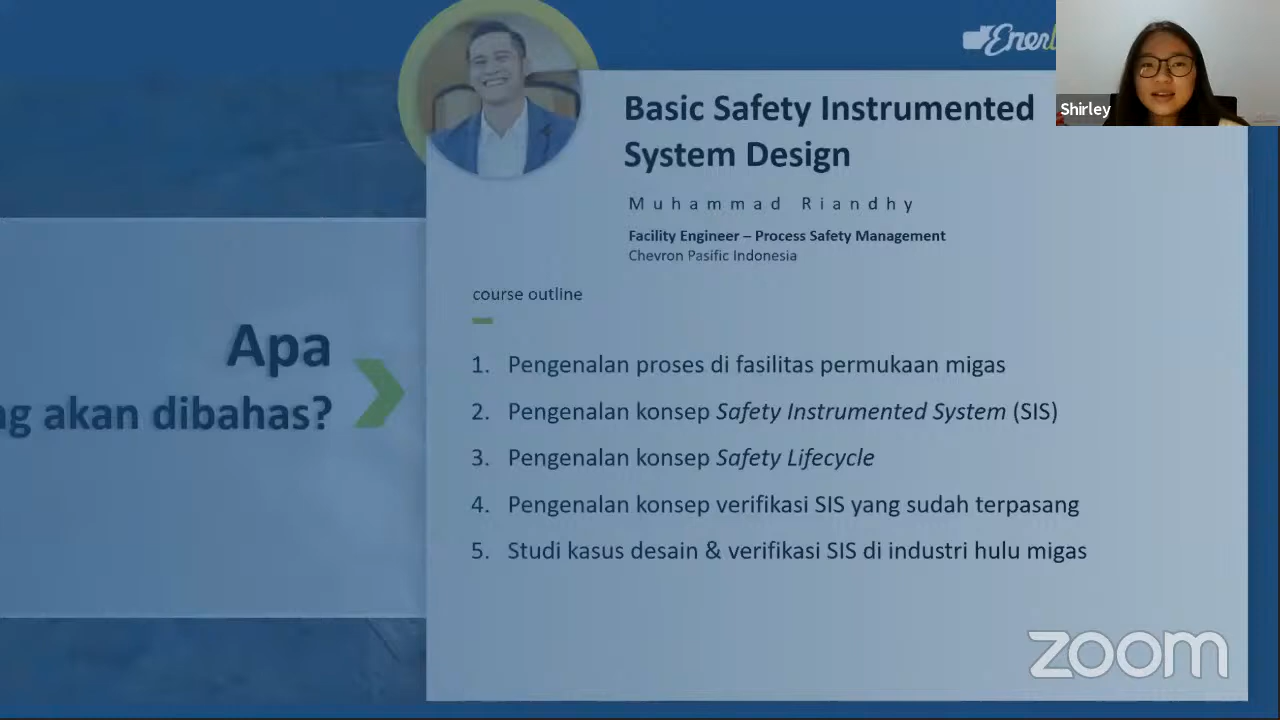 Basic Safety Instrumented
System Design
Muhammad Riandhy
Facility Engineer – Process Safety Management
Chevron Pasific Indonesia
course outline
1. Pengenalan proses di fasilitas permukaan migas
2. Pengenalan konsep Safety Instrumented System (SIS)
3. Pengenalan konsep Safety Lifecycle
4. Pengenalan konsep verifikasi SIS yang sudah terpasang
5. Studi kasus desain & verifikasi SIS di industri hulu migas
Apa
akan dibahas?
Shirley
zoom